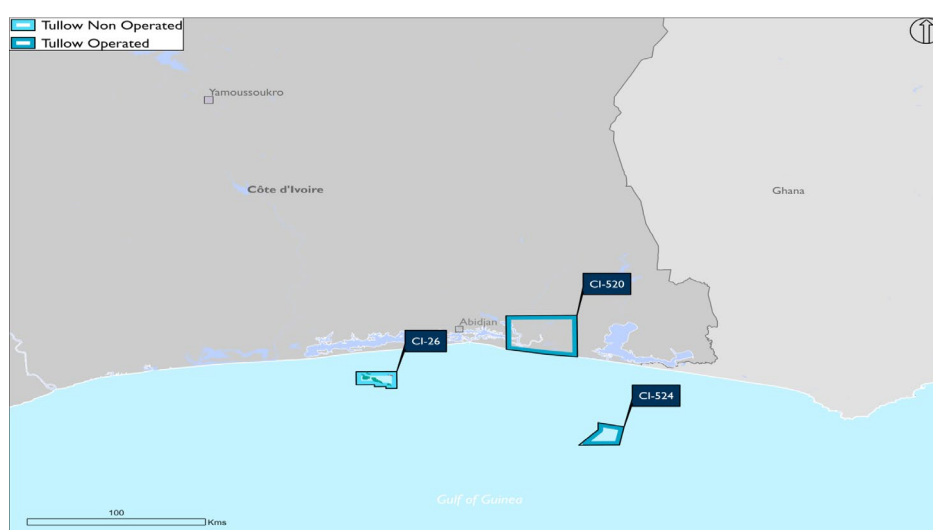 Tullow Non Operated
Tullow Operated
Yamoussoukro
Côte d'Ivoire
Ghana
CI-520
Abidjan
CI-26
CI-524
Gulf of Guinea
100
Kms